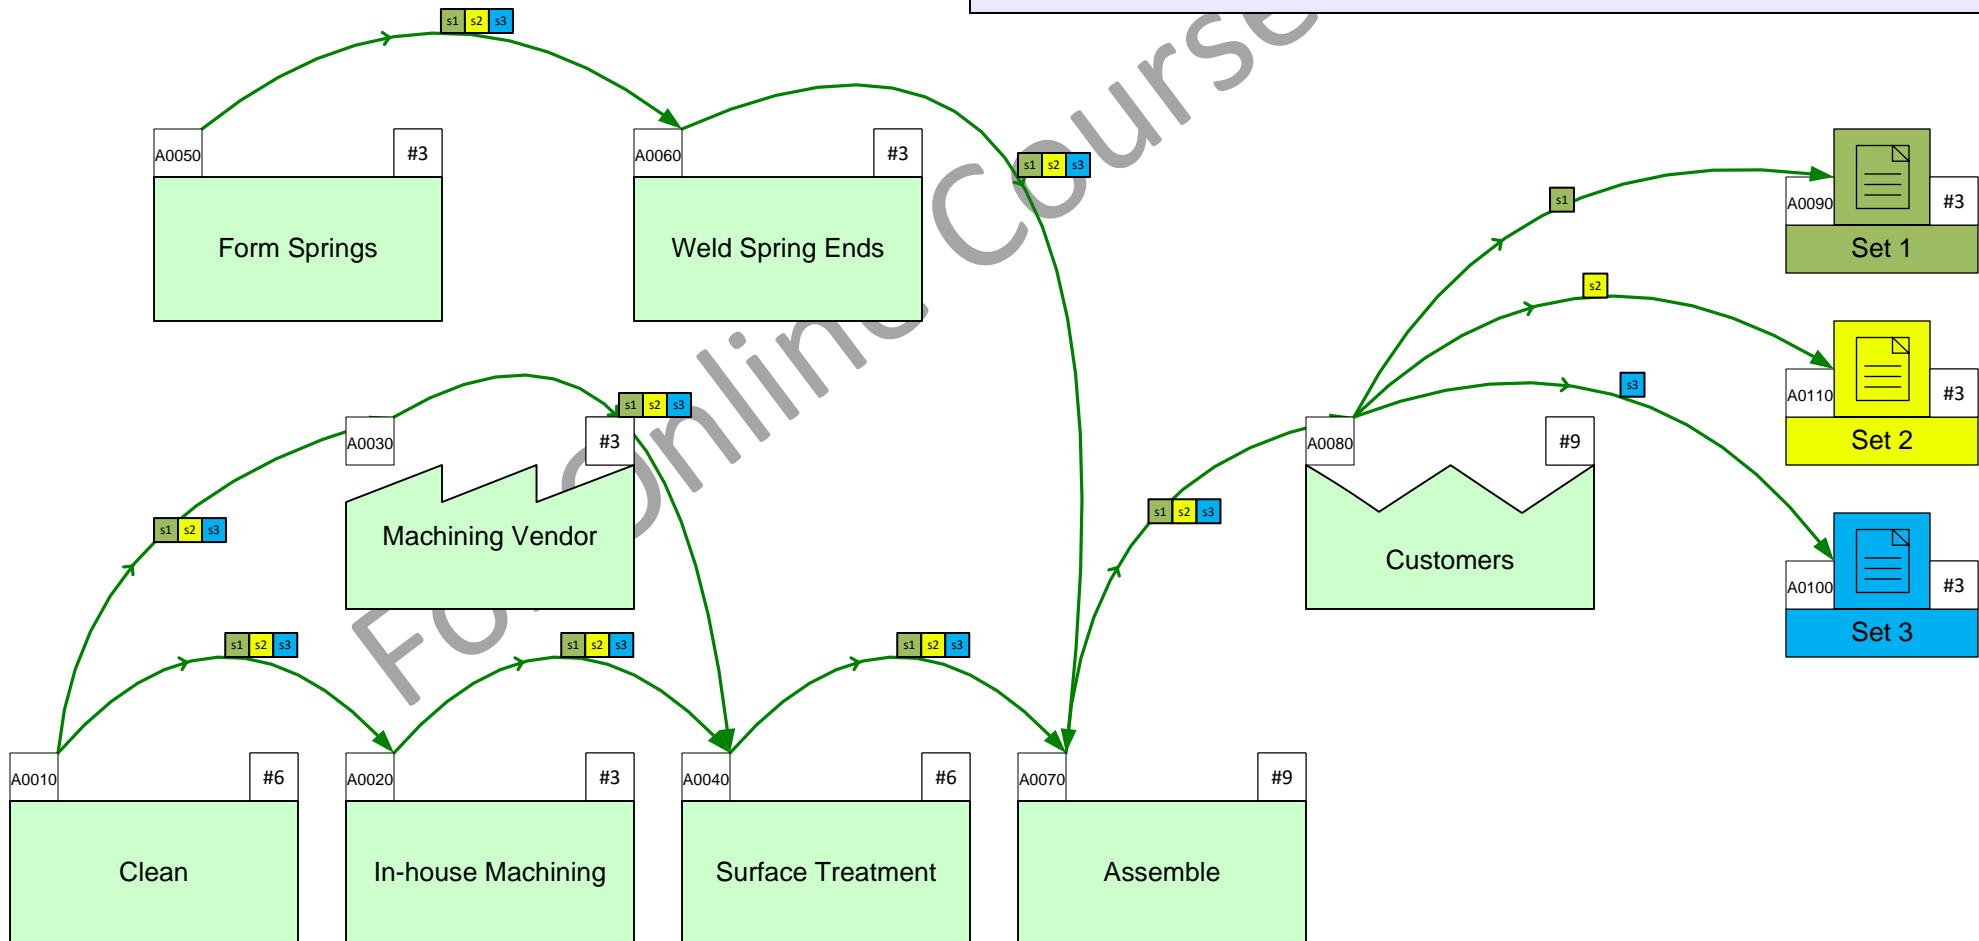 s1 s2 s3
A0050 #3
Form Springs
A0060 #3
Weld Spring Ends
s1 s2 s3
s1
A0090 #3
Set 1
s2
A0110 #3
Set 2
s3
A0100 #3
Set 3
s1 s2 s3
A0030 #3
Machining Vendor
s1 s2 s3
A0080 #9
Customers
s1 s2 s3
s1 s2 s3
s1 s2 s3
s1 s2 s3
A0010 #6
Clean
A0020 #3
In-house Machining
A0040 #6
Surface Treatment
A0070 #9
Assemble
Online Course